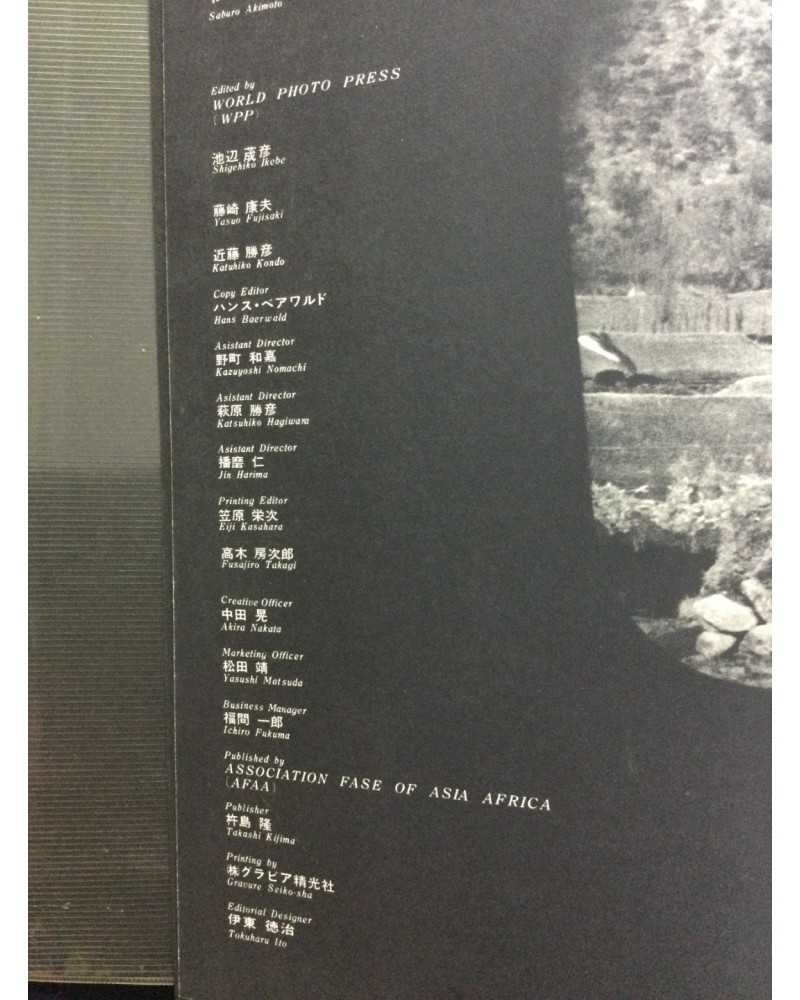 Saburo Akimoto
Edited by
WORLD PHOTO PRESS
(WPP)
池辺 成彦
Shigehiko Ikebe
藤崎 康夫
Yasuo Fujisaki
近藤 勝彦
Katuhiko Kondo
Copy Editor
ハンス・ベアワルド
Hans Baerwald
Asistant Director
野町 和嘉
Kazuyoshi Nomachi
Asistant Director
萩原 勝彦
Katsuhiko Hagiwara
Asistant Director
播磨 仁
Jin Harima
Printing Editor
笠原 栄次
Eiji Kasahara
高木 房次郎
Fusajiro Takagi
Creative Officer
中田 晃
Akira Nakata
Marketing Officer
松田 靖
Yasushi Matsuda
Business Manager
福間 一郎
Ichiro Fukuma
Published by
ASSOCIATION FASE OF ASIA AFRICA
(AFAA)
Publisher
杵島 隆
Takashi Kijima
Printing by
㈱グラビア精光社
Gravure Seiko-sha
Editorial Designer
伊東 徳治
Tokuharu Ito